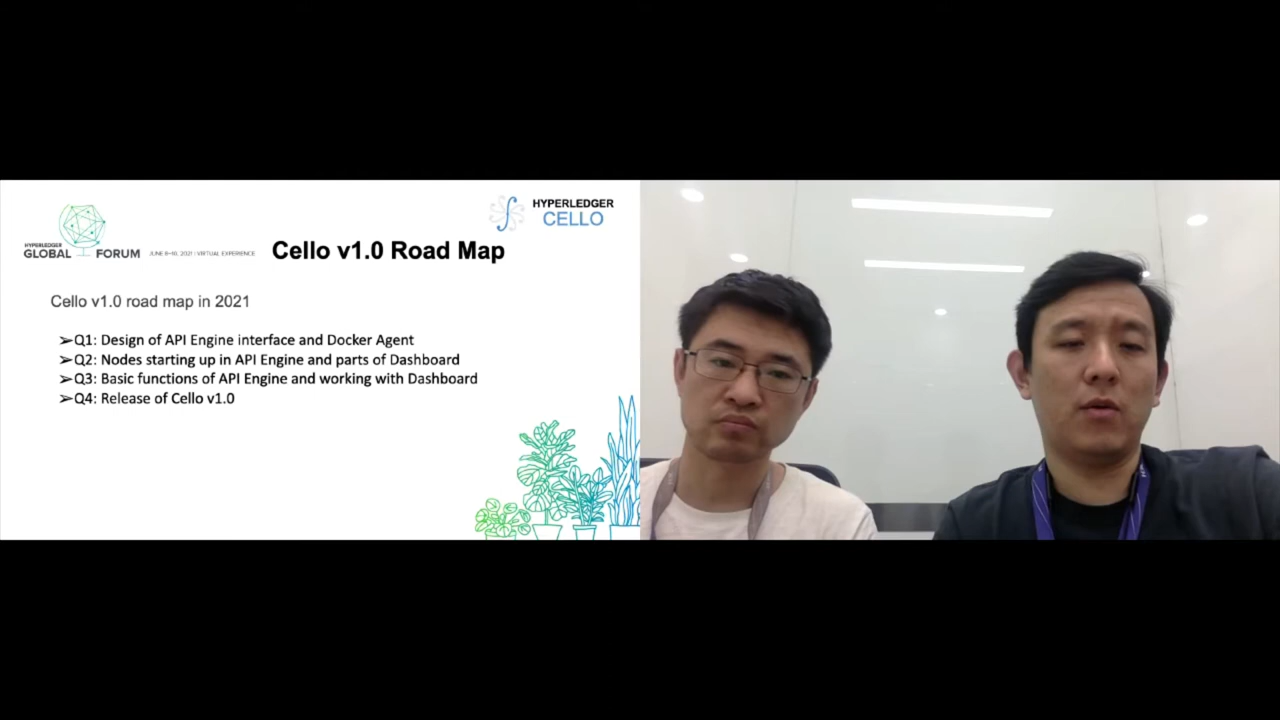 HYPERLEDGER
GLOBAL FORUM
JUNE 8–10, 2021 | VIRTUAL EXPERIENCE
HYPERLEDGER
CELLO
Cello v1.0 Road Map
Cello v1.0 road map in 2021
➢Q1: Design of API Engine interface and Docker Agent
➢Q2: Nodes starting up in API Engine and parts of Dashboard
➢Q3: Basic functions of API Engine and working with Dashboard
➢Q4: Release of Cello v1.0